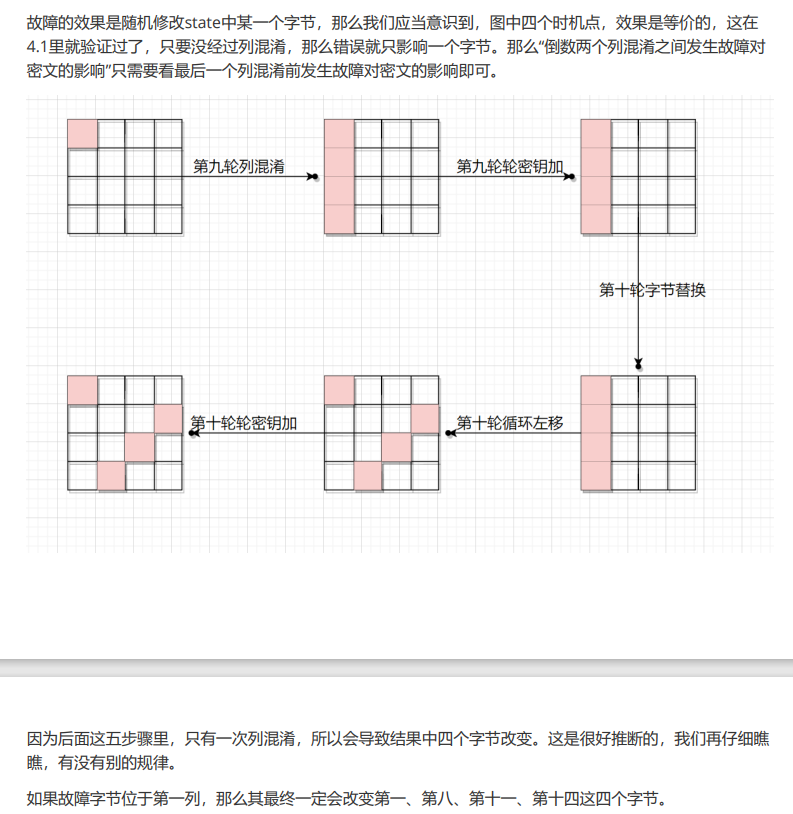 故障的效果是随机修改state中某一个字节，那么我们应当意识到，图中四个时机点，效果是等价的，这在
4.1里就验证过了，只要没经过列混淆，那么错误就只影响一个字节。那么“倒数两个列混淆之间发生故障对
密文的影响”只需要看最后一个列混淆前发生故障对密文的影响即可。
第九轮列混淆
第九轮轮密钥加
第十轮字节替换
第十轮轮密钥加
第十轮循环左移
因为后面这五步骤里，只有一次列混淆，所以会导致结果中四个字节改变。这是很好推断的，我们再仔细瞧
瞧，有没有别的规律。
如果故障字节位于第一列，那么其最终一定会改变第一、第八、第十一、第十四这四个字节。